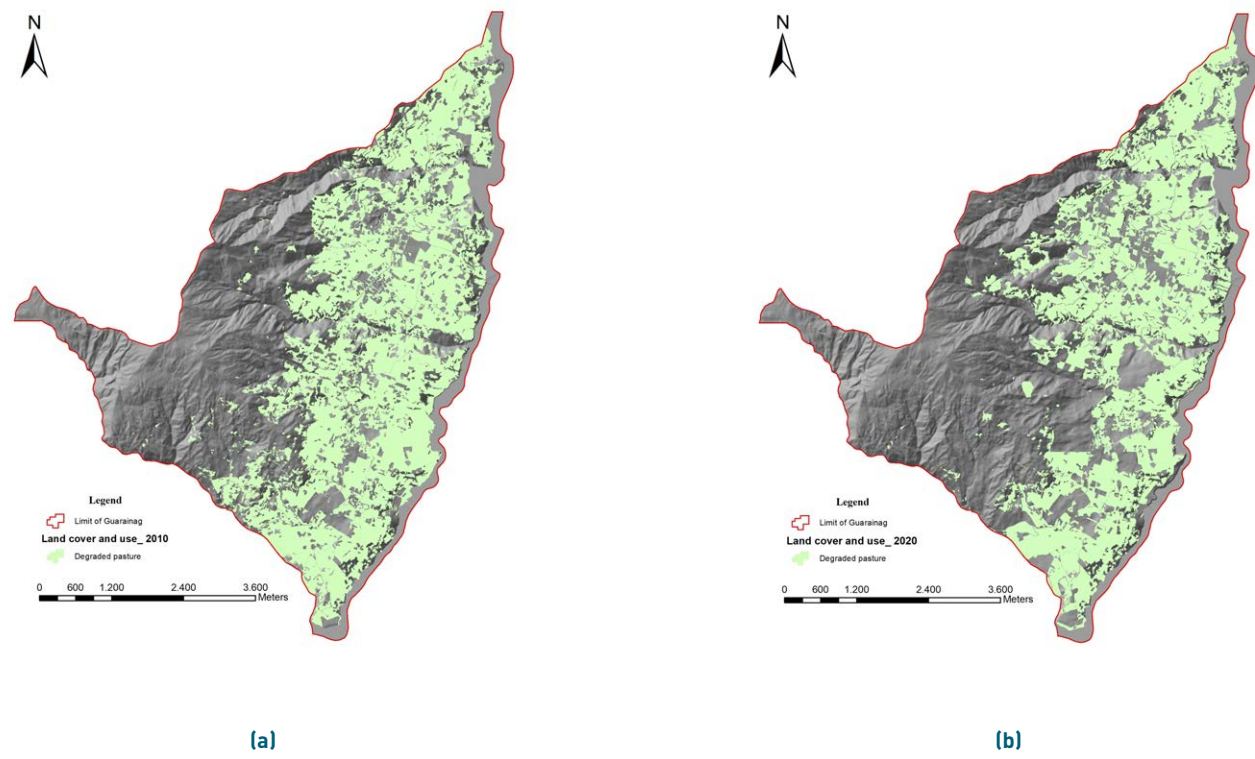 N
Legend
Limit of Guarainag
Land cover and use_ 2010
Degraded pasture
0 600 1.200 2.400 3.600
Meters
(a)
N
Legend
Limit of Guarainag
Land cover and use_ 2020
Degraded pasture
0 600 1.200 2.400 3.600
Meters
(b)